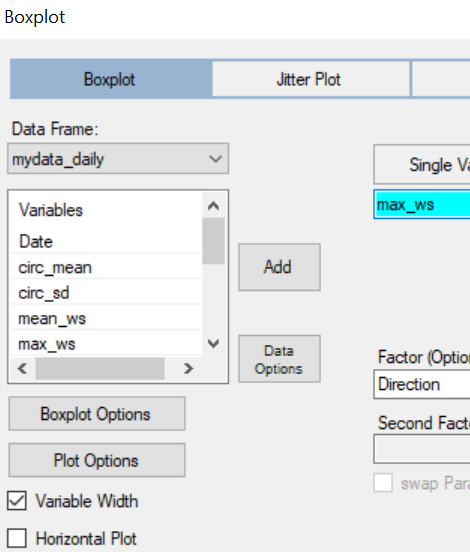 Boxplot
Boxplot
Jitter Plot
Data Frame:
mydata_daily
Variables
Date
circ_mean
circ_sd
mean_ws
max_ws
Add
Data
Options
Boxplot Options
Plot Options
Variable Width
Horizontal Plot
Single Va
max_ws
Factor (Optio
Direction
Second Fact
swap Para